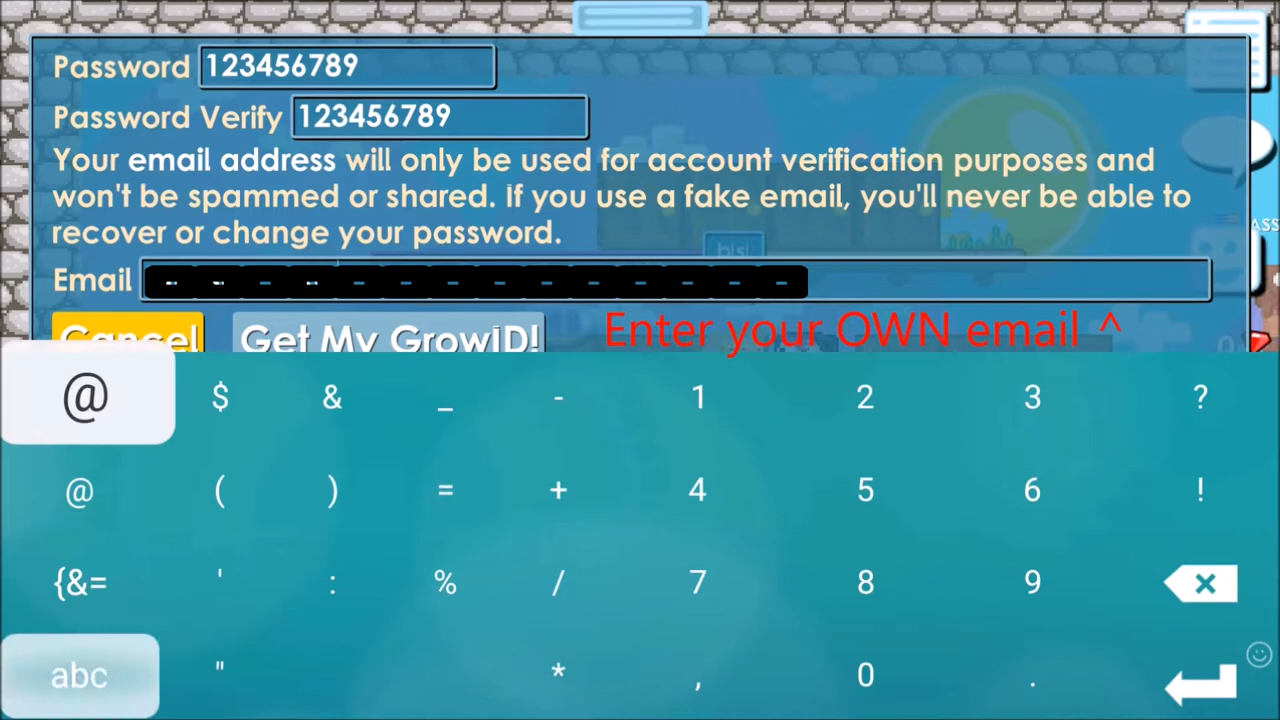 Password 123456789
Password Verify 123456789
Your email address will only be used for account verification purposes and
won't be spammed or shared. If you use a fake email, you'll never be able to
recover or change your password.
Email - - - - - - - - - - - - - -
Cancel Get My GrowID! Enter your OWN email ^
@ $ & _ - 1 2 3 ?
@ ( ) = + 4 5 6 !
{&= ' : % / 7 8 9
abc " * , 0 .